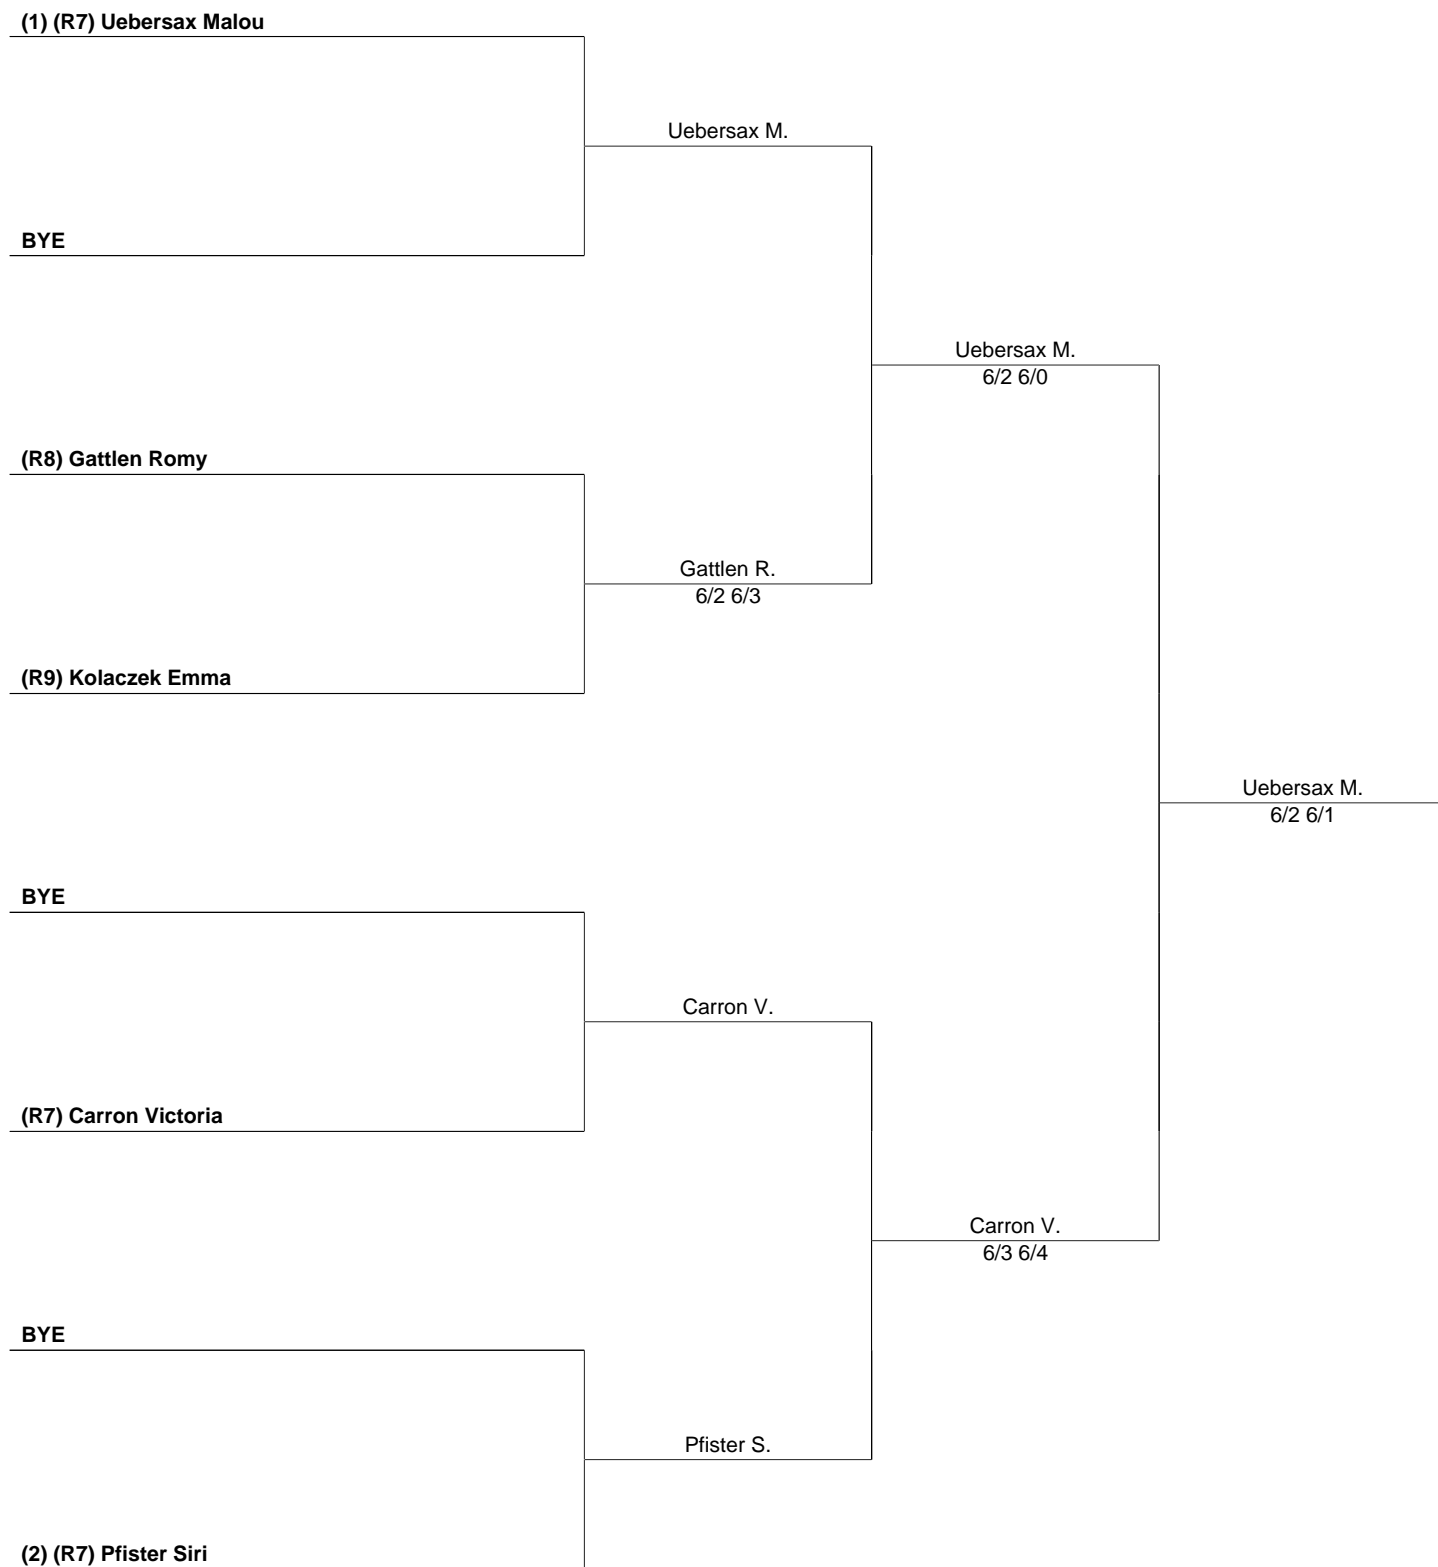 (1) (R7) Uebersax Malou
Uebersax M.
BYE
Uebersax M.
6/2 6/0
(R8) Gattlen Romy
Gattlen R.
6/2 6/3
(R9) Kolaczek Emma
Uebersax M.
6/2 6/1
BYE
Carron V.
(R7) Carron Victoria
Carron V.
6/3 6/4
BYE
Pfister S.
(2) (R7) Pfister Siri